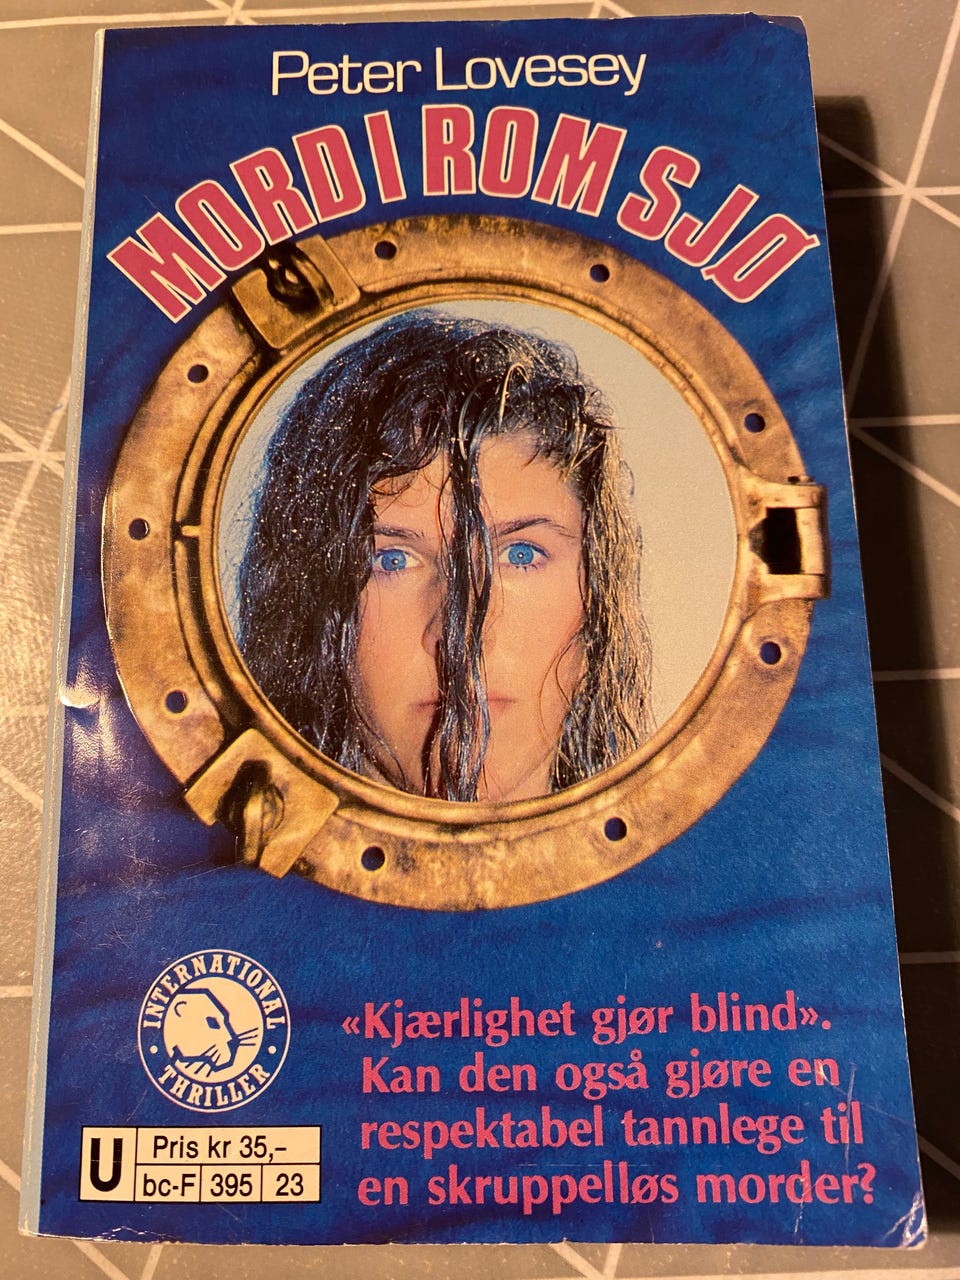 Peter Lovesey
MORD I ROM SJØ
INTERNATIONAL
THRILLER
«Kjærlighet gjør blind».
Kan den også gjøre en
respektabel tannlege til
en skruppelløs morder?
U
Pris kr 35,–
bc-F 395 23